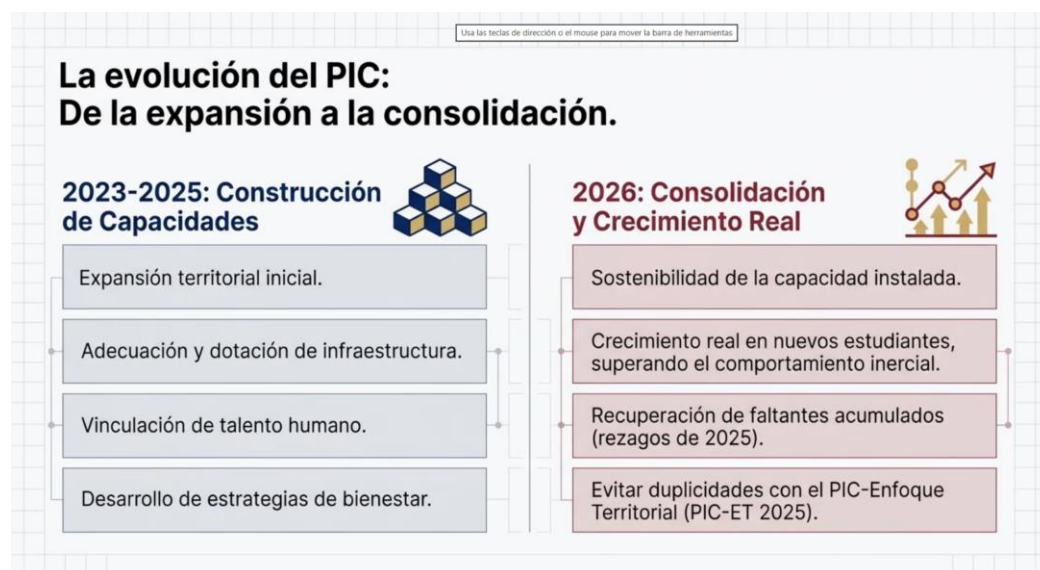 Usa las teclas de dirección o el mouse para mover la barra de herramientas
La evolución del PIC:
De la expansión a la consolidación.
2023-2025: Construcción
de Capacidades
Expansión territorial inicial.
Adecuación y dotación de infraestructura.
Vinculación de talento humano.
Desarrollo de estrategias de bienestar.
2026: Consolidación
y Crecimiento Real
Sostenibilidad de la capacidad instalada.
Crecimiento real en nuevos estudiantes,
superando el comportamiento inercial.
Recuperación de faltantes acumulados
(rezagos de 2025).
Evitar duplicidades con el PIC-Enfoque
Territorial (PIC-ET 2025).